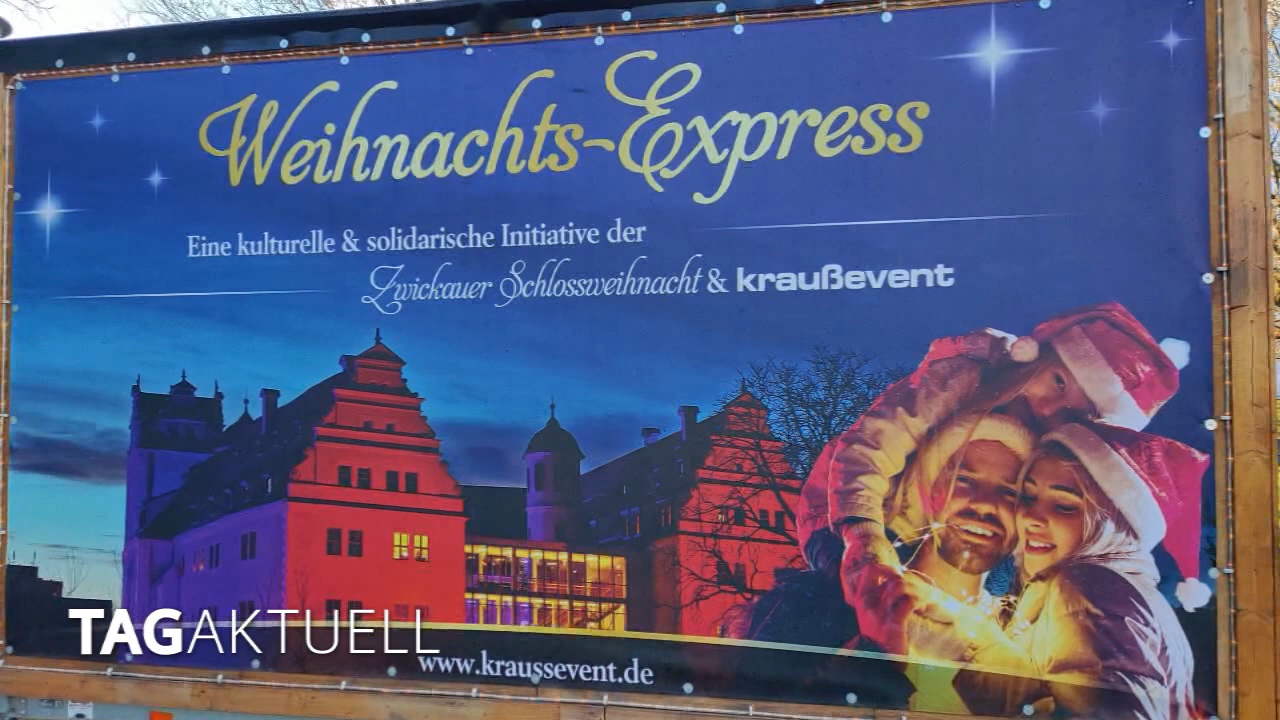 Weihnachts-Express
Eine kulturelle & solidarische Initiative der
Zwickauer Schlossweihnacht & kraußevent
TAGAKTUELL
www.kraussevent.de